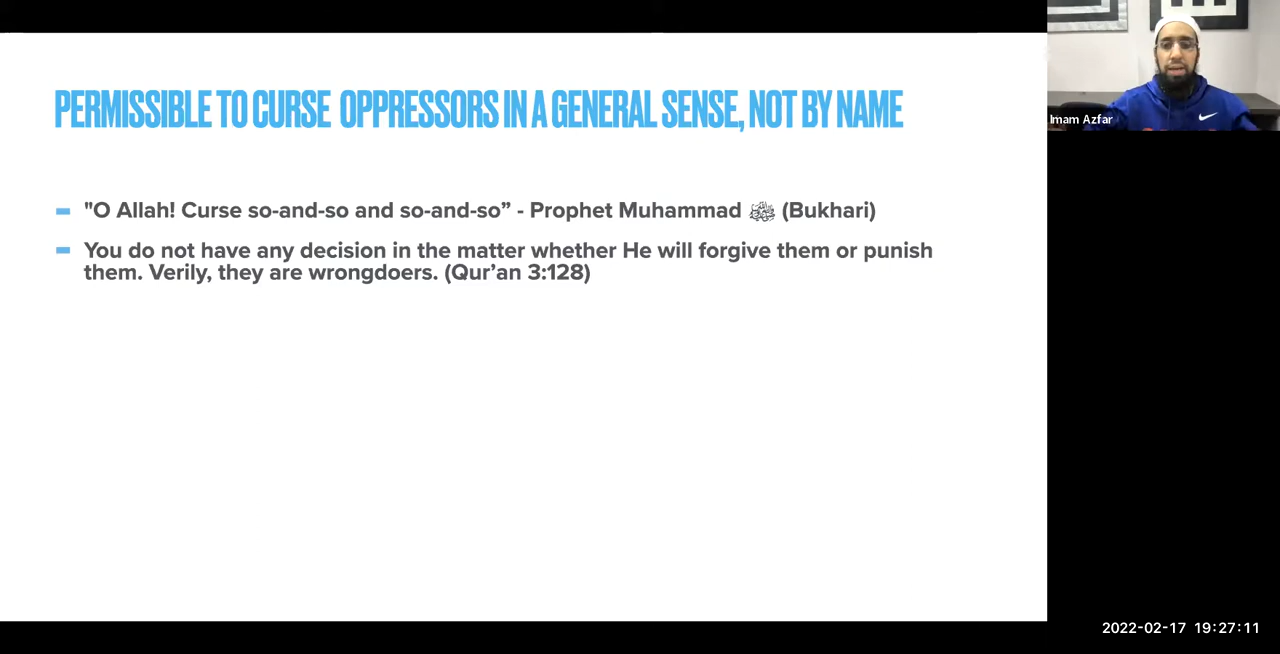 PERMISSIBLE TO CURSE OPPRESSORS IN A GENERAL SENSE, NOT BY NAME
Imam Azfar
"O Allah! Curse so-and-so and so-and-so” - Prophet Muhammad ﷺ (Bukhari)
You do not have any decision in the matter whether He will forgive them or punish
them. Verily, they are wrongdoers. (Qur’an 3:128)
2022-02-17 19:27:11